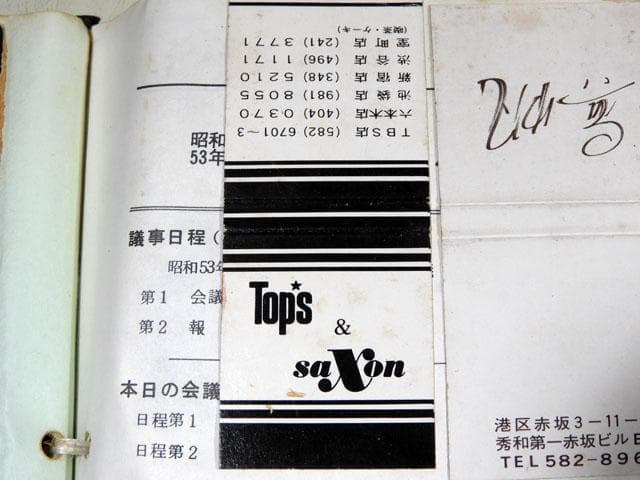 昭和
53年
議事日程(
昭和53年
第1 会議
第2 報
本日の会議
日程第1
日程第2
TBS店 (582) 6701~3
六本木店 (404) 0370
池袋店 (981) 8055
新宿店 (348) 5210
渋谷店 (496) 1171
室町店 (241) 3771
(喫茶・ケーキ)
Top's
&
saXon
港区赤坂3-11-
秀和第一赤坂ビルB
TEL582-896